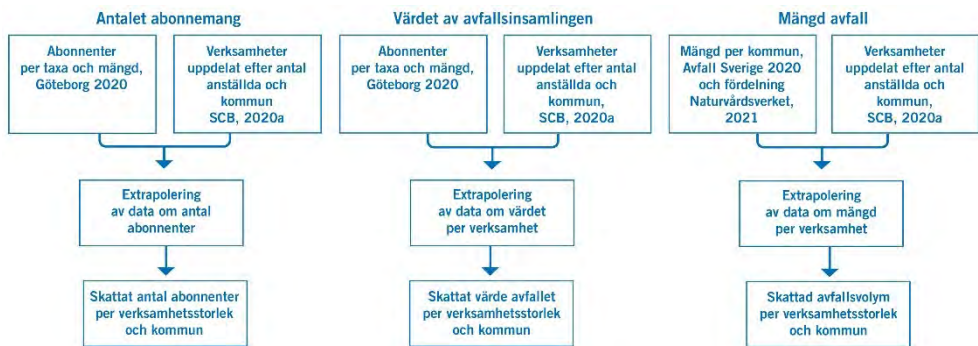 Antalet abonnemang
Abonnenter
per taxa och mängd,
Göteborg 2020
Verksamheter
uppdelat efter antal
anställda och
kommun
SCB, 2020a
Extrapolering
av data om antal
abonnenter
Skattat antal abonnenter
per verksamhetsstorlek
och kommun
Värdet av avfallsinsamlingen
Abonnenter
per taxa och mängd,
Göteborg 2020
Verksamheter
uppdelat efter antal
anställda och
kommun,
SCB, 2020a
Extrapolering
av data om värdet
per verksamhet
Skattat värde avfallet
per verksamhetsstorlek
och kommun
Mängd avfall
Mängd per kommun,
Avfall Sverige 2020
och fördelning
Naturvårdsverket,
2021
Verksamheter
uppdelat efter antal
anställda och
kommun,
SCB, 2020a
Extrapolering
av data om mängd
per verksamhet
Skattad avfallsvolym
per verksamhetsstorlek
och kommun